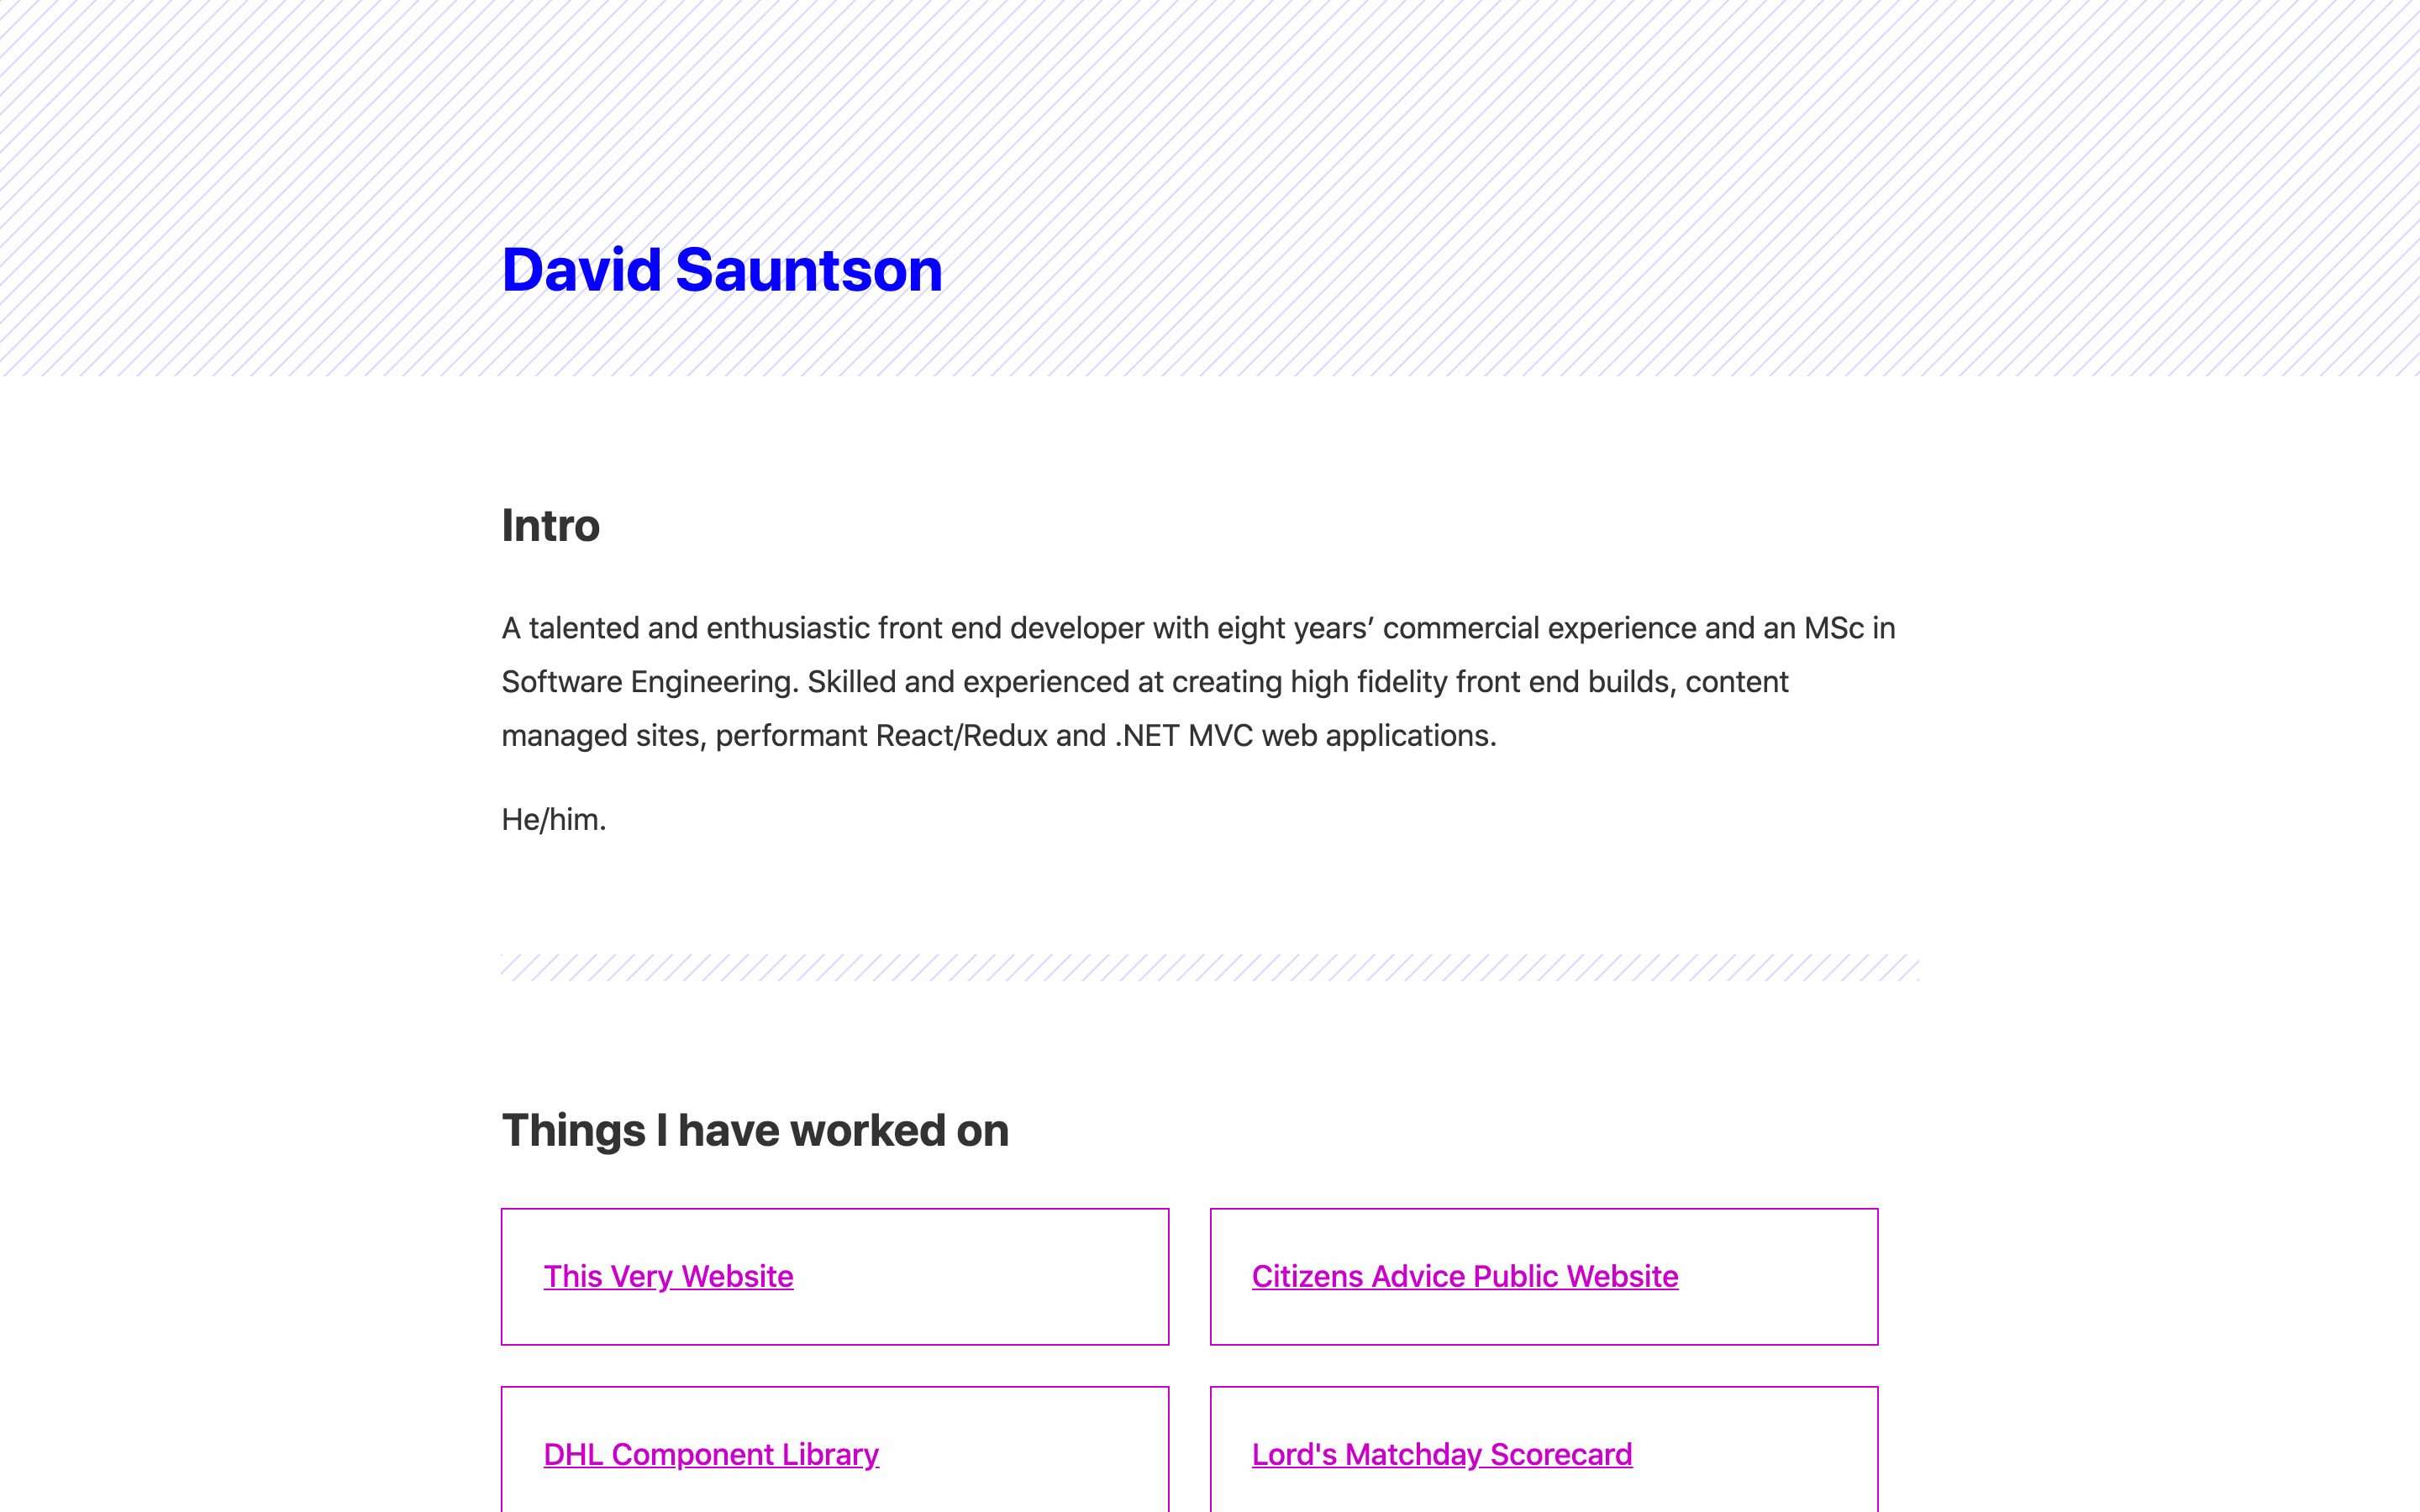 David Sauntson
Intro
A talented and enthusiastic front end developer with eight years’ commercial experience and an MSc in
Software Engineering. Skilled and experienced at creating high fidelity front end builds, content
managed sites, performant React/Redux and .NET MVC web applications.
He/him.
Things I have worked on
This Very Website
Citizens Advice Public Website
DHL Component Library
Lord's Matchday Scorecard